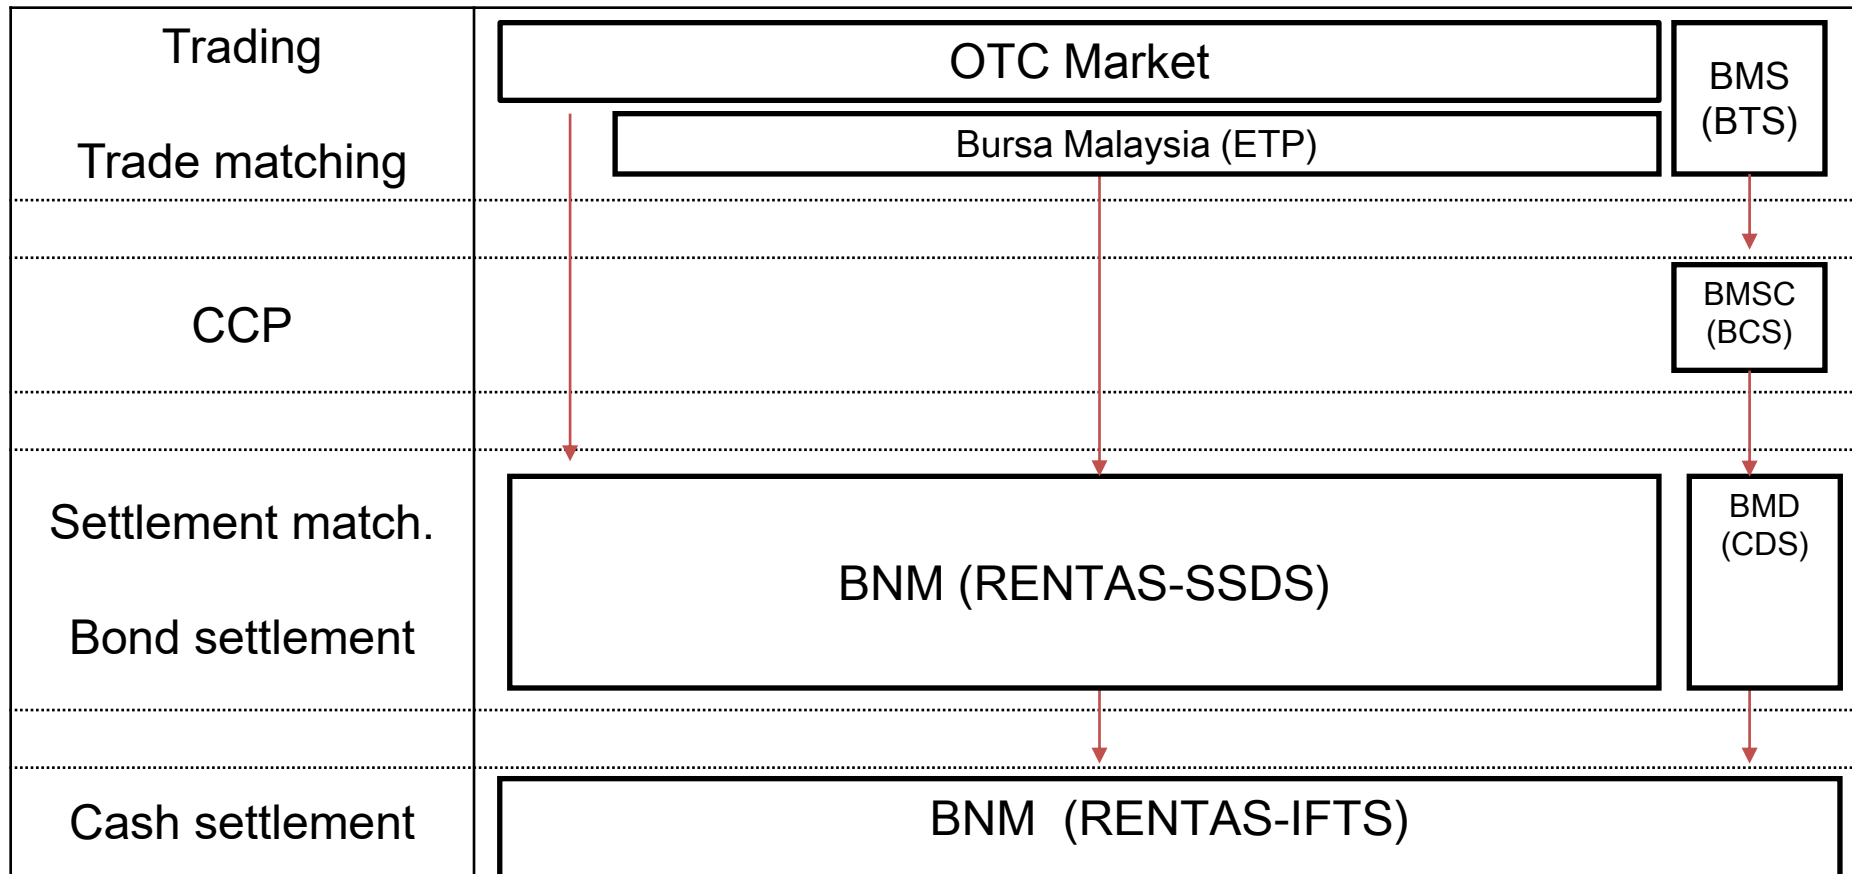 Trading
OTC Market
BMS
(BTS)
Trade matching
Bursa Malaysia (ETP)
CCP
BMSC
(BCS)
Settlement match.
Bond settlement
BNM (RENTAS-SSDS)
BMD
(CDS)
Cash settlement
BNM  (RENTAS-IFTS)